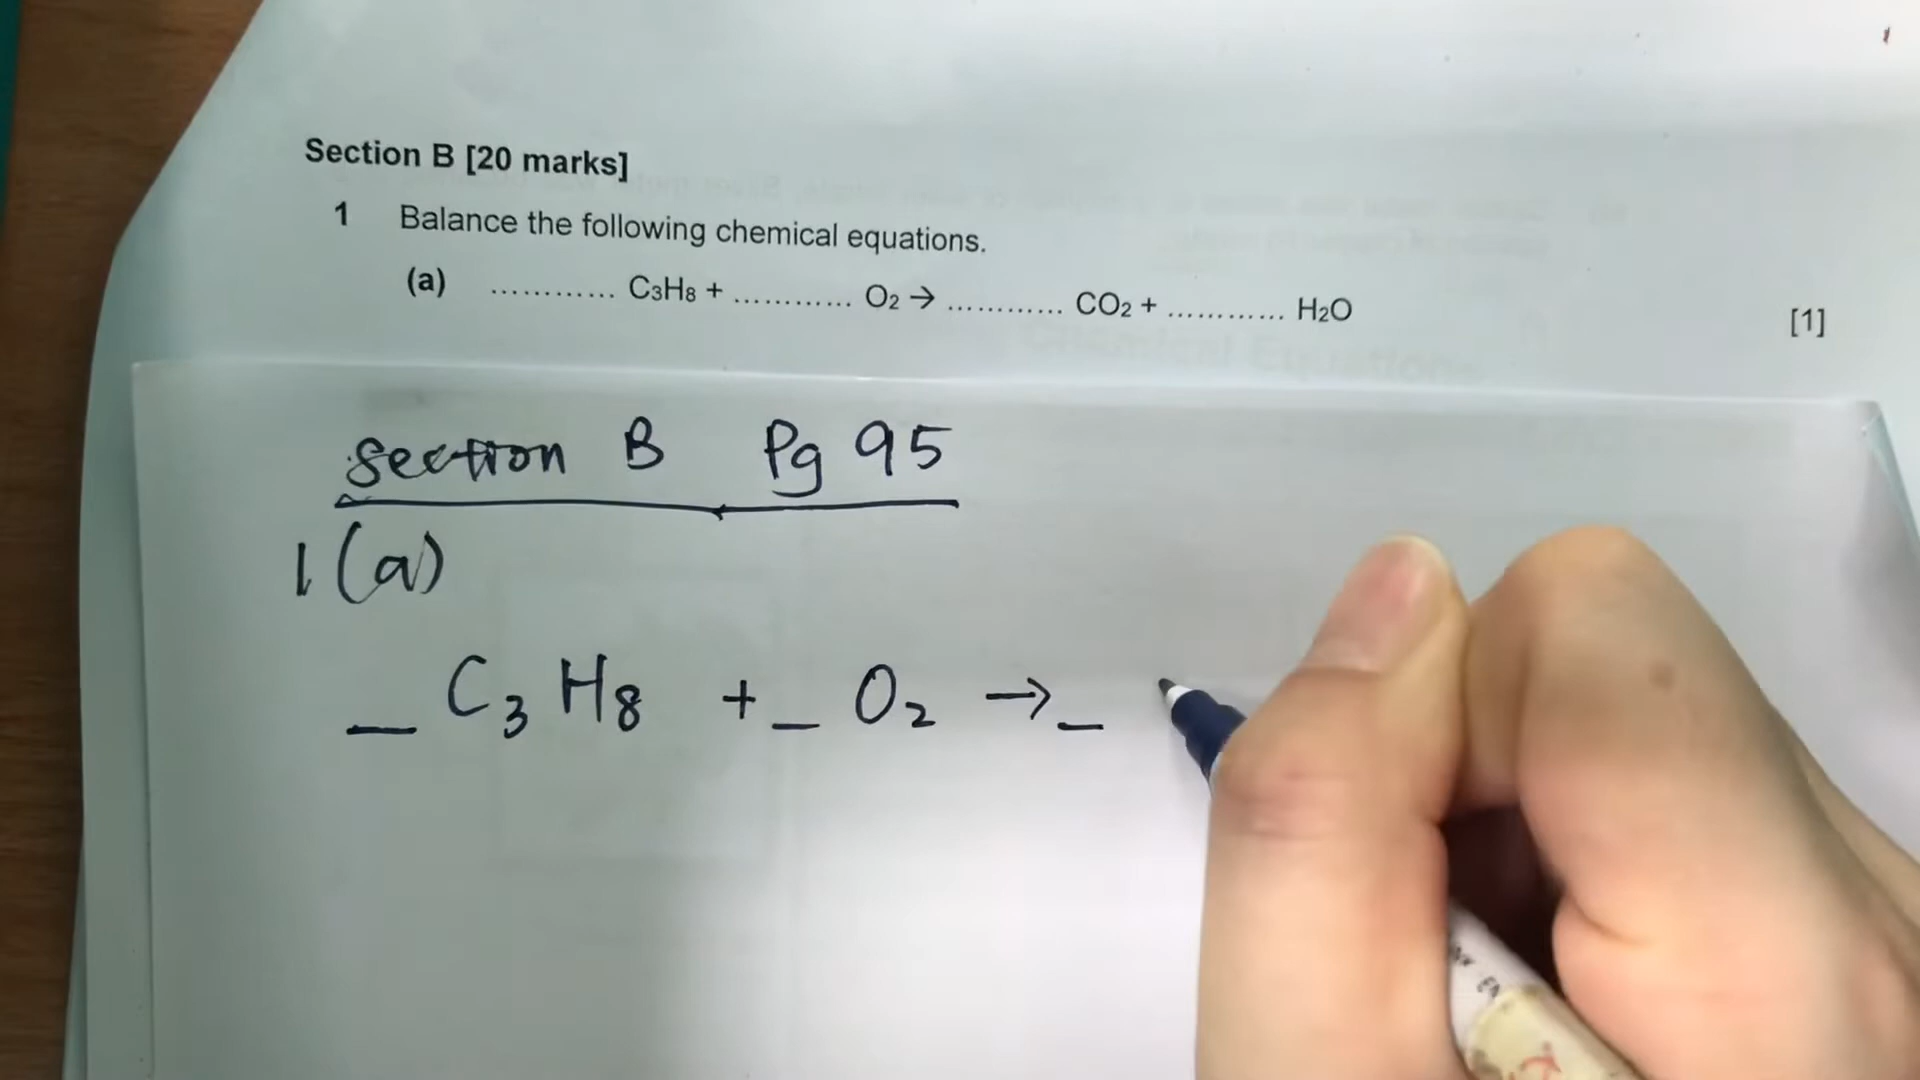 Section B [20 marks]
1 Balance the following chemical equations.
(a) ………… C₃H₈ + ………… O₂ → ………… CO₂ + ………… H₂O
[1]
Section B Pg 95
1(a)
_ C₃H₈ + _ O₂ → _